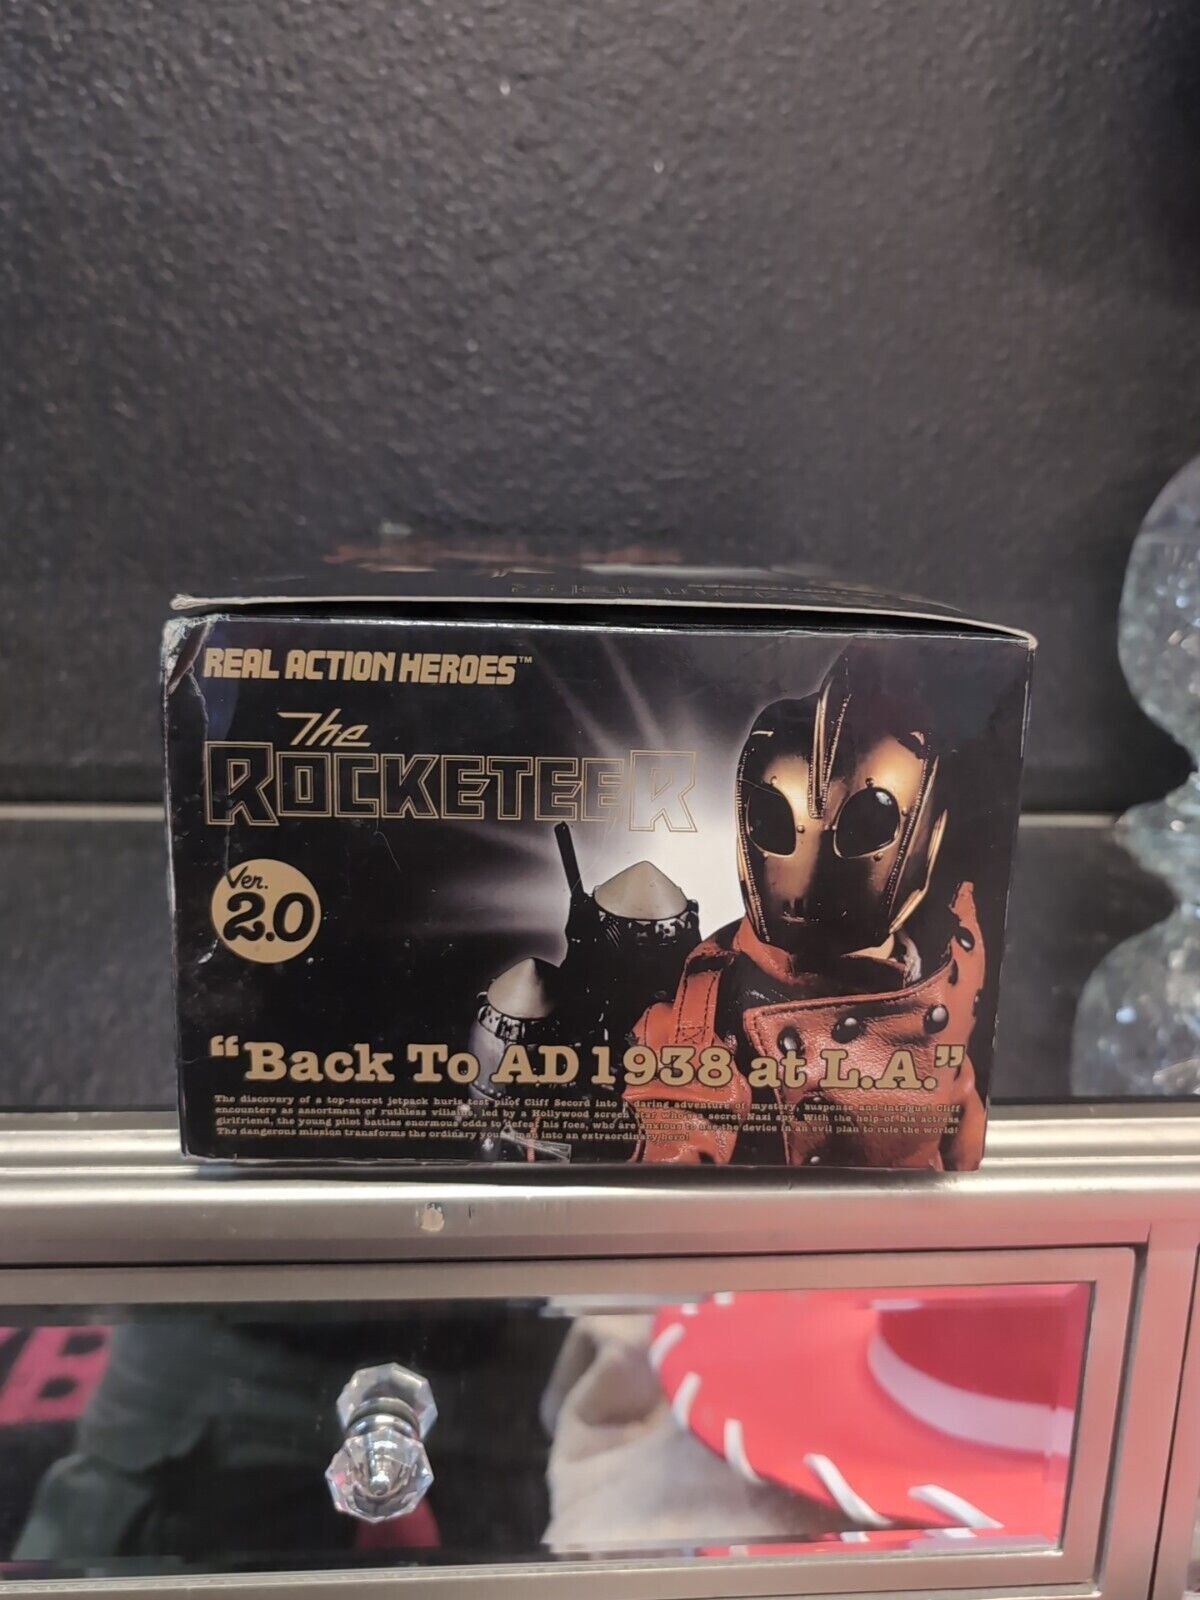 REAL ACTION HEROES™
The
ROCKETEER
Ver.
2.0
“Back To AD 1938 at L.A.”
The discovery of a top-secret jetpack hurls test pilot Cliff Secord into a daring adventure of mystery, suspense and intrigue! Cliff
encounters as assortment of ruthless villains, led by a Hollywood screen star who's a secret Nazi spy. With the help of his actress
girlfriend, the young pilot battles enormous odds to defeat his foes, who are anxious to use the device in an evil plan to rule the world!
The dangerous mission transforms the ordinary young man into an extraordinary hero!